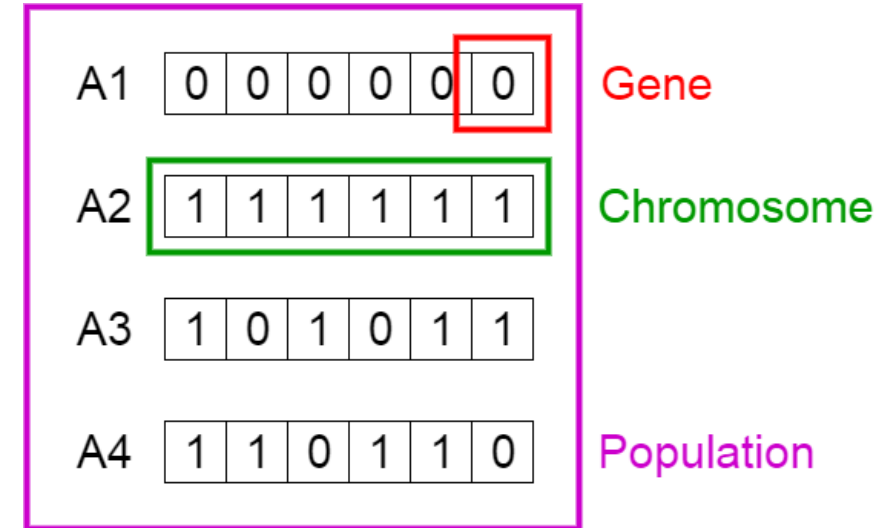 A1 0 0 0 0 0 0 Gene
A2 1 1 1 1 1 1 Chromosome
A3 1 0 1 0 1 1
A4 1 1 0 1 1 0 Population